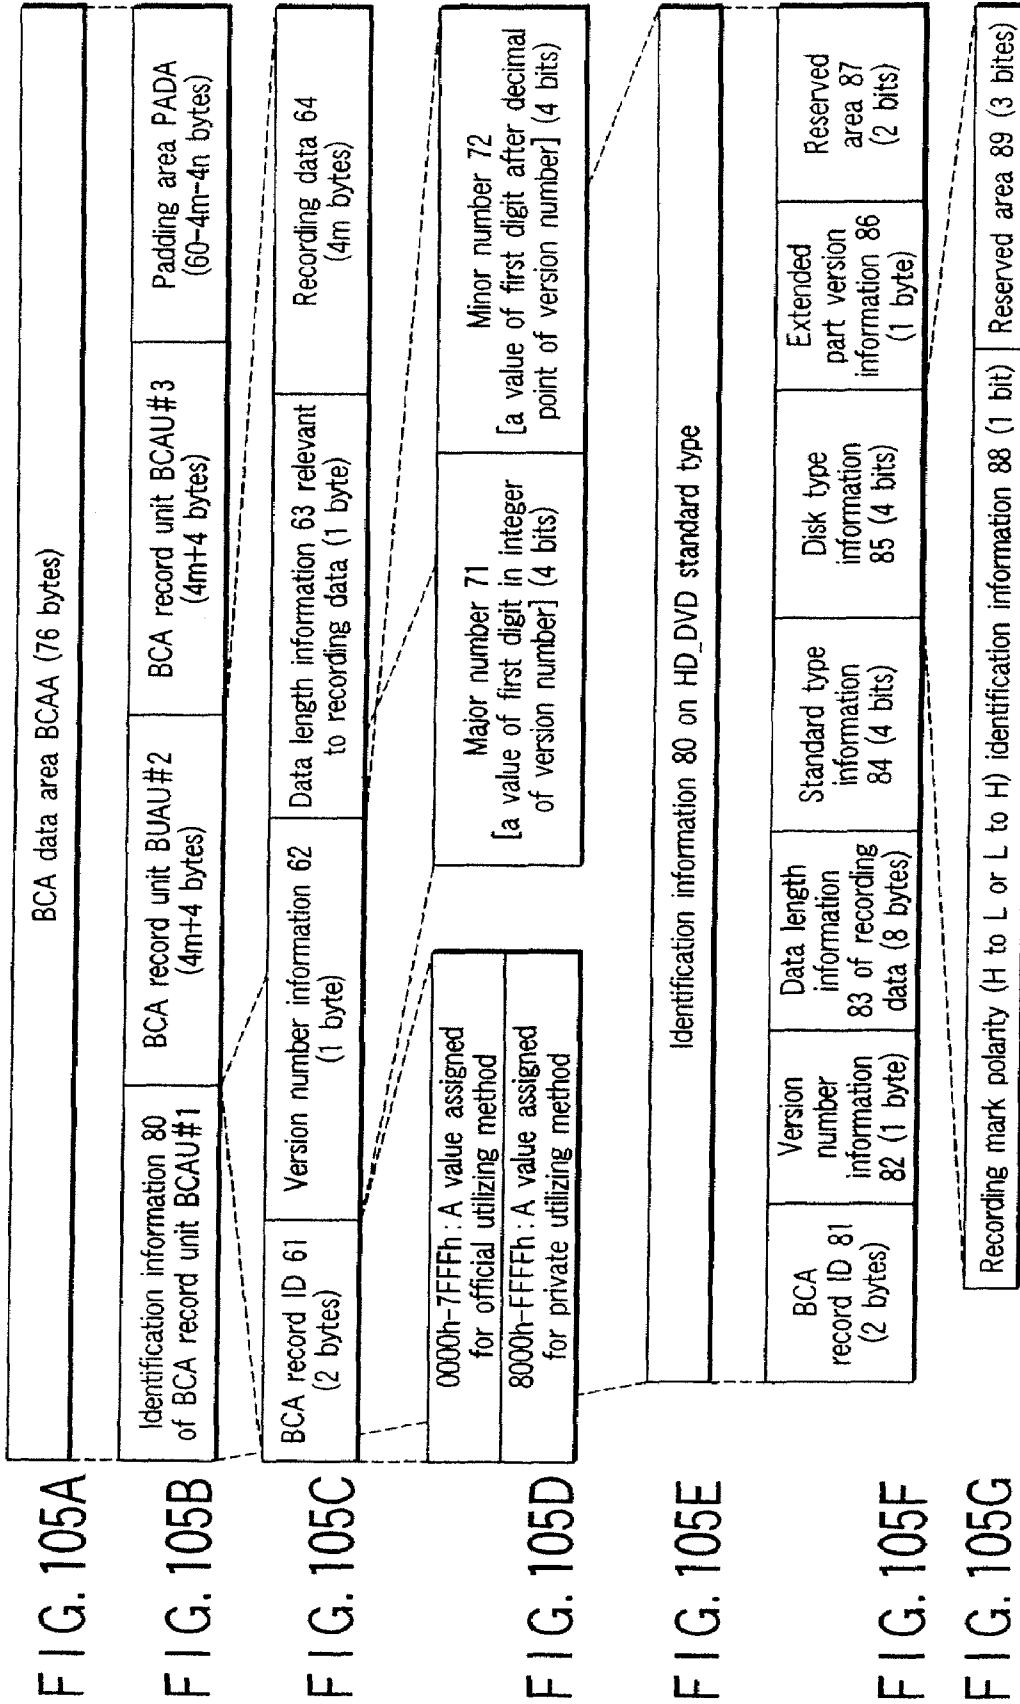 FIG. 105A
BCA data area BCAA (76 bytes)
FIG. 105B
Identification information 80
of BCA record unit BCAU#1
BCA record unit BUAU#2
(4m+4 bytes)
BCA record unit BCAU#3
(4m+4 bytes)
Padding area PADA
(60-4m-4n bytes)
FIG. 105C
BCA record ID 61
(2 bytes)
Version number information 62
(1 byte)
Data length information 63 relevant
to recording data (1 byte)
Recording data 64
(4m bytes)
FIG. 105D
0000h-7FFFh : A value assigned
for official utilizing method
8000h-FFFFh : A value assigned
for private utilizing method
Major number 71
[a value of first digit in integer
of version number] (4 bits)
Minor number 72
[a value of first digit after decimal
point of version number] (4 bits)
FIG. 105E
Identification information 80 on HD_DVD standard type
FIG. 105F
BCA
record ID 81
(2 bytes)
Version
number
information
82 (1 byte)
Data length
information
83 of recording
data (8 bytes)
Standard type
information
84 (4 bits)
Disk type
information
85 (4 bits)
Extended
part version
information 86
(1 byte)
Reserved
area 87
(2 bits)
FIG. 105G
Recording mark polarity (H to L or L to H) identification information 88 (1 bit)
Reserved area 89 (3 bites)